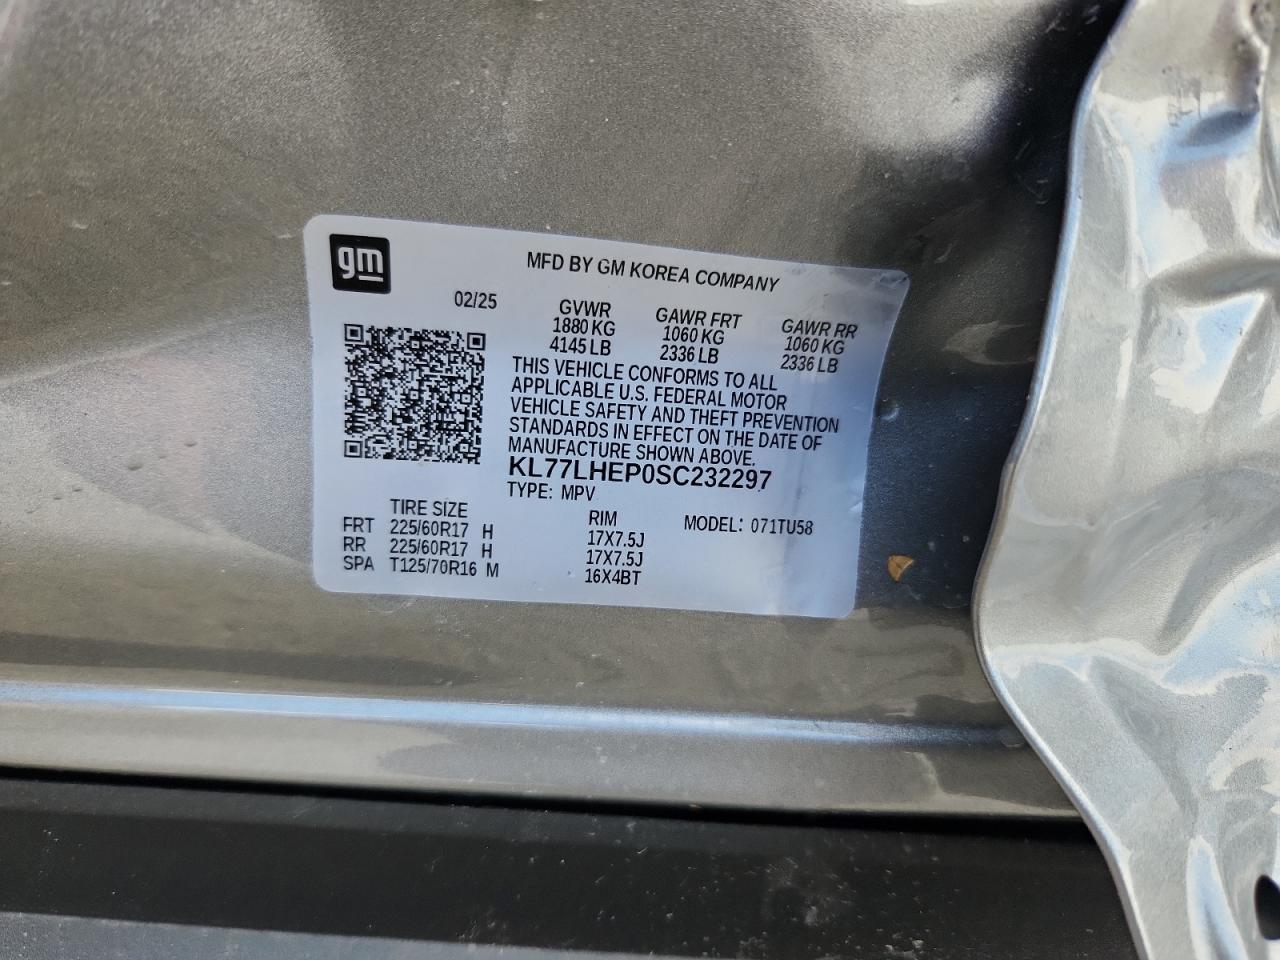 gm
MFD BY GM KOREA COMPANY
02/25
GVWR GAWR FRT GAWR RR
1880 KG 1060 KG 1060 KG
4145 LB 2336 LB 2336 LB
THIS VEHICLE CONFORMS TO ALL
APPLICABLE U.S. FEDERAL MOTOR
VEHICLE SAFETY AND THEFT PREVENTION
STANDARDS IN EFFECT ON THE DATE OF
MANUFACTURE SHOWN ABOVE.
KL77LHEP0SC232297
TYPE: MPV
MODEL: 071TU58
TIRE SIZE RIM
FRT 225/60R17 H 17X7.5J
RR 225/60R17 H 17X7.5J
SPA T125/70R16 M 16X4BT